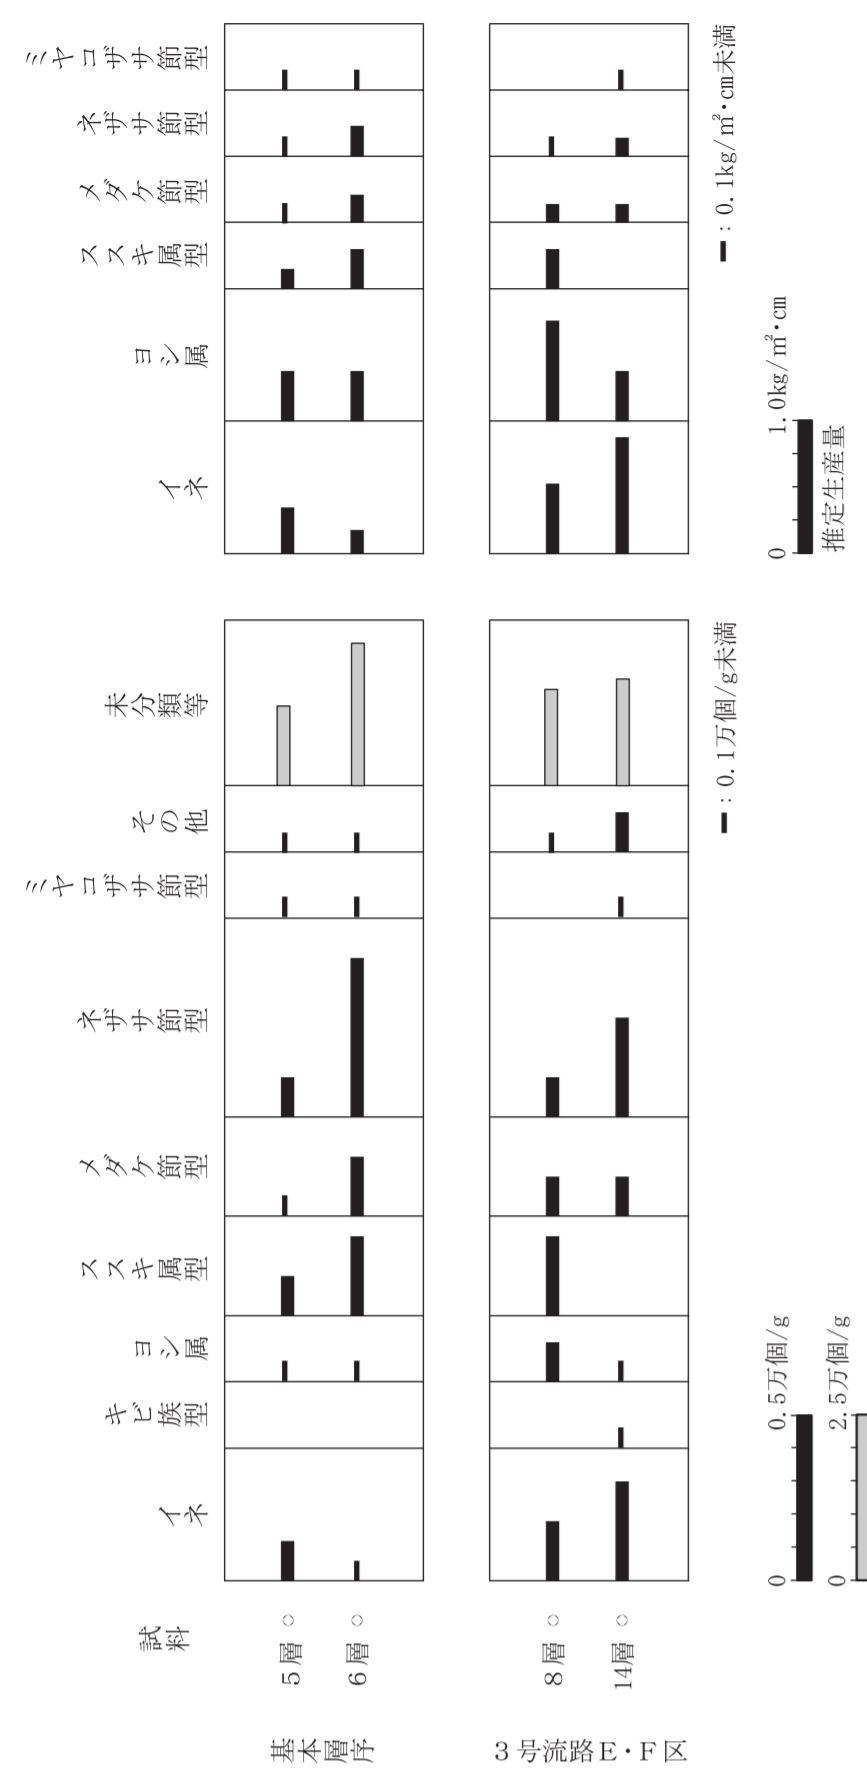 試料
イネ
キビ族型
ヨシ属
ススキ属型
メダケ節型
ネザサ節型
ミヤコザサ節型
その他
未分類等
イネ
ヨシ属
ススキ属型
メダケ節型
ネザサ節型
ミヤコザサ節型
基本層序
5層
6層
3号流路E・F区
8層
14層
0 0.5万個/g
0 2.5万個/g
: 0.1万個/g未満
0 1.0kg/㎡・cm
推定生産量
: 0.1kg/㎡・cm未満